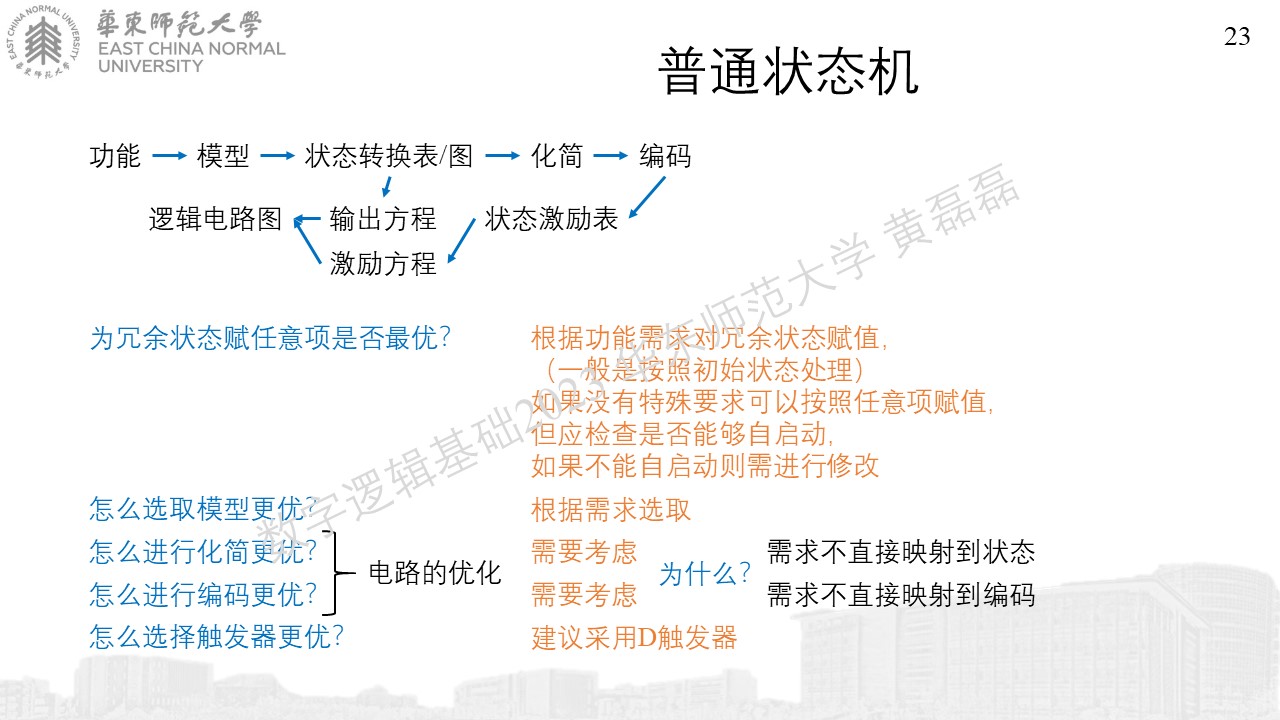 華東師範大學
EAST CHINA NORMAL
UNIVERSITY
EAST CHINA NORMAL UNIVERSITY
華東师范大学
23
普通状态机
功能 模型 状态转换表/图 化简 编码
逻辑电路图 输出方程 状态激励表
激励方程
为冗余状态赋任意项是否最优? 根据功能需求对冗余状态赋值,
(一般是按照初始状态处理)
如果没有特殊要求可以按照任意项赋值,
但应检查是否能够自启动,
如果不能自启动则需进行修改
怎么选取模型更优? 根据需求选取
怎么进行化简更优? 需要考虑 需求不直接映射到状态
电路的优化 为什么?
怎么进行编码更优? 需要考虑 需求不直接映射到编码
怎么选择触发器更优? 建议采用D触发器
数字逻辑基础2023 华东师范大学 黄磊磊